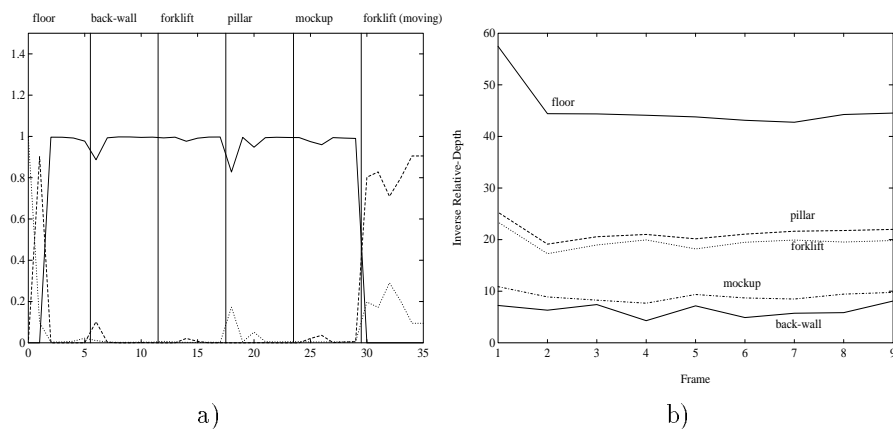 floor back-wall forklift pillar mockup forklift (moving)
1.4
1.2
1
0.8
0.6
0.4
0.2
0
0 5 10 15 20 25 30 35
a)
60
50
40
30
20
10
0
Inverse Relative-Depth
floor
pillar
forklift
mockup
back-wall
1 2 3 4 5 6 7 8 9
Frame
b)